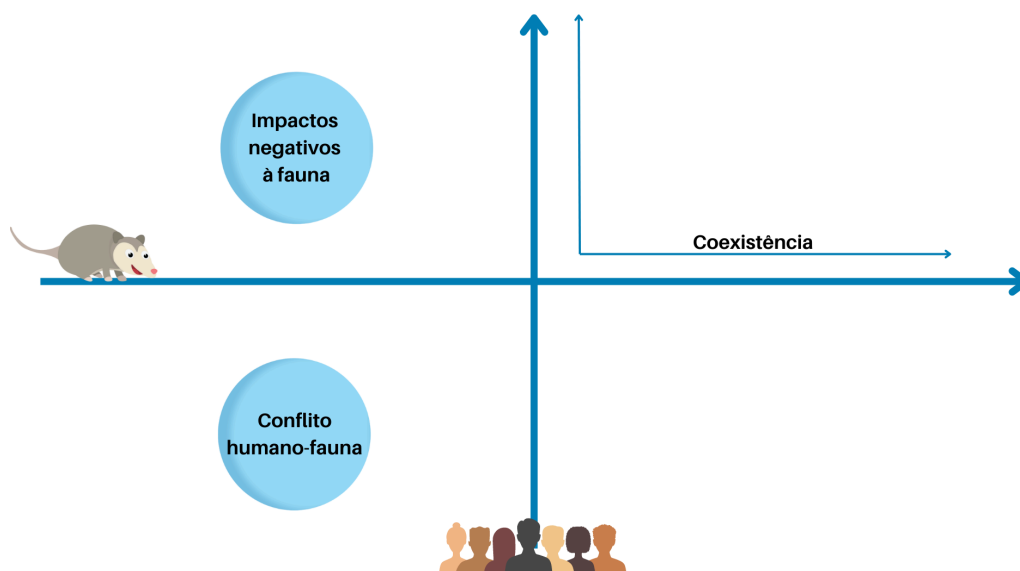 Impactos
negativos
à fauna
Coexistência
Conflito
humano-fauna